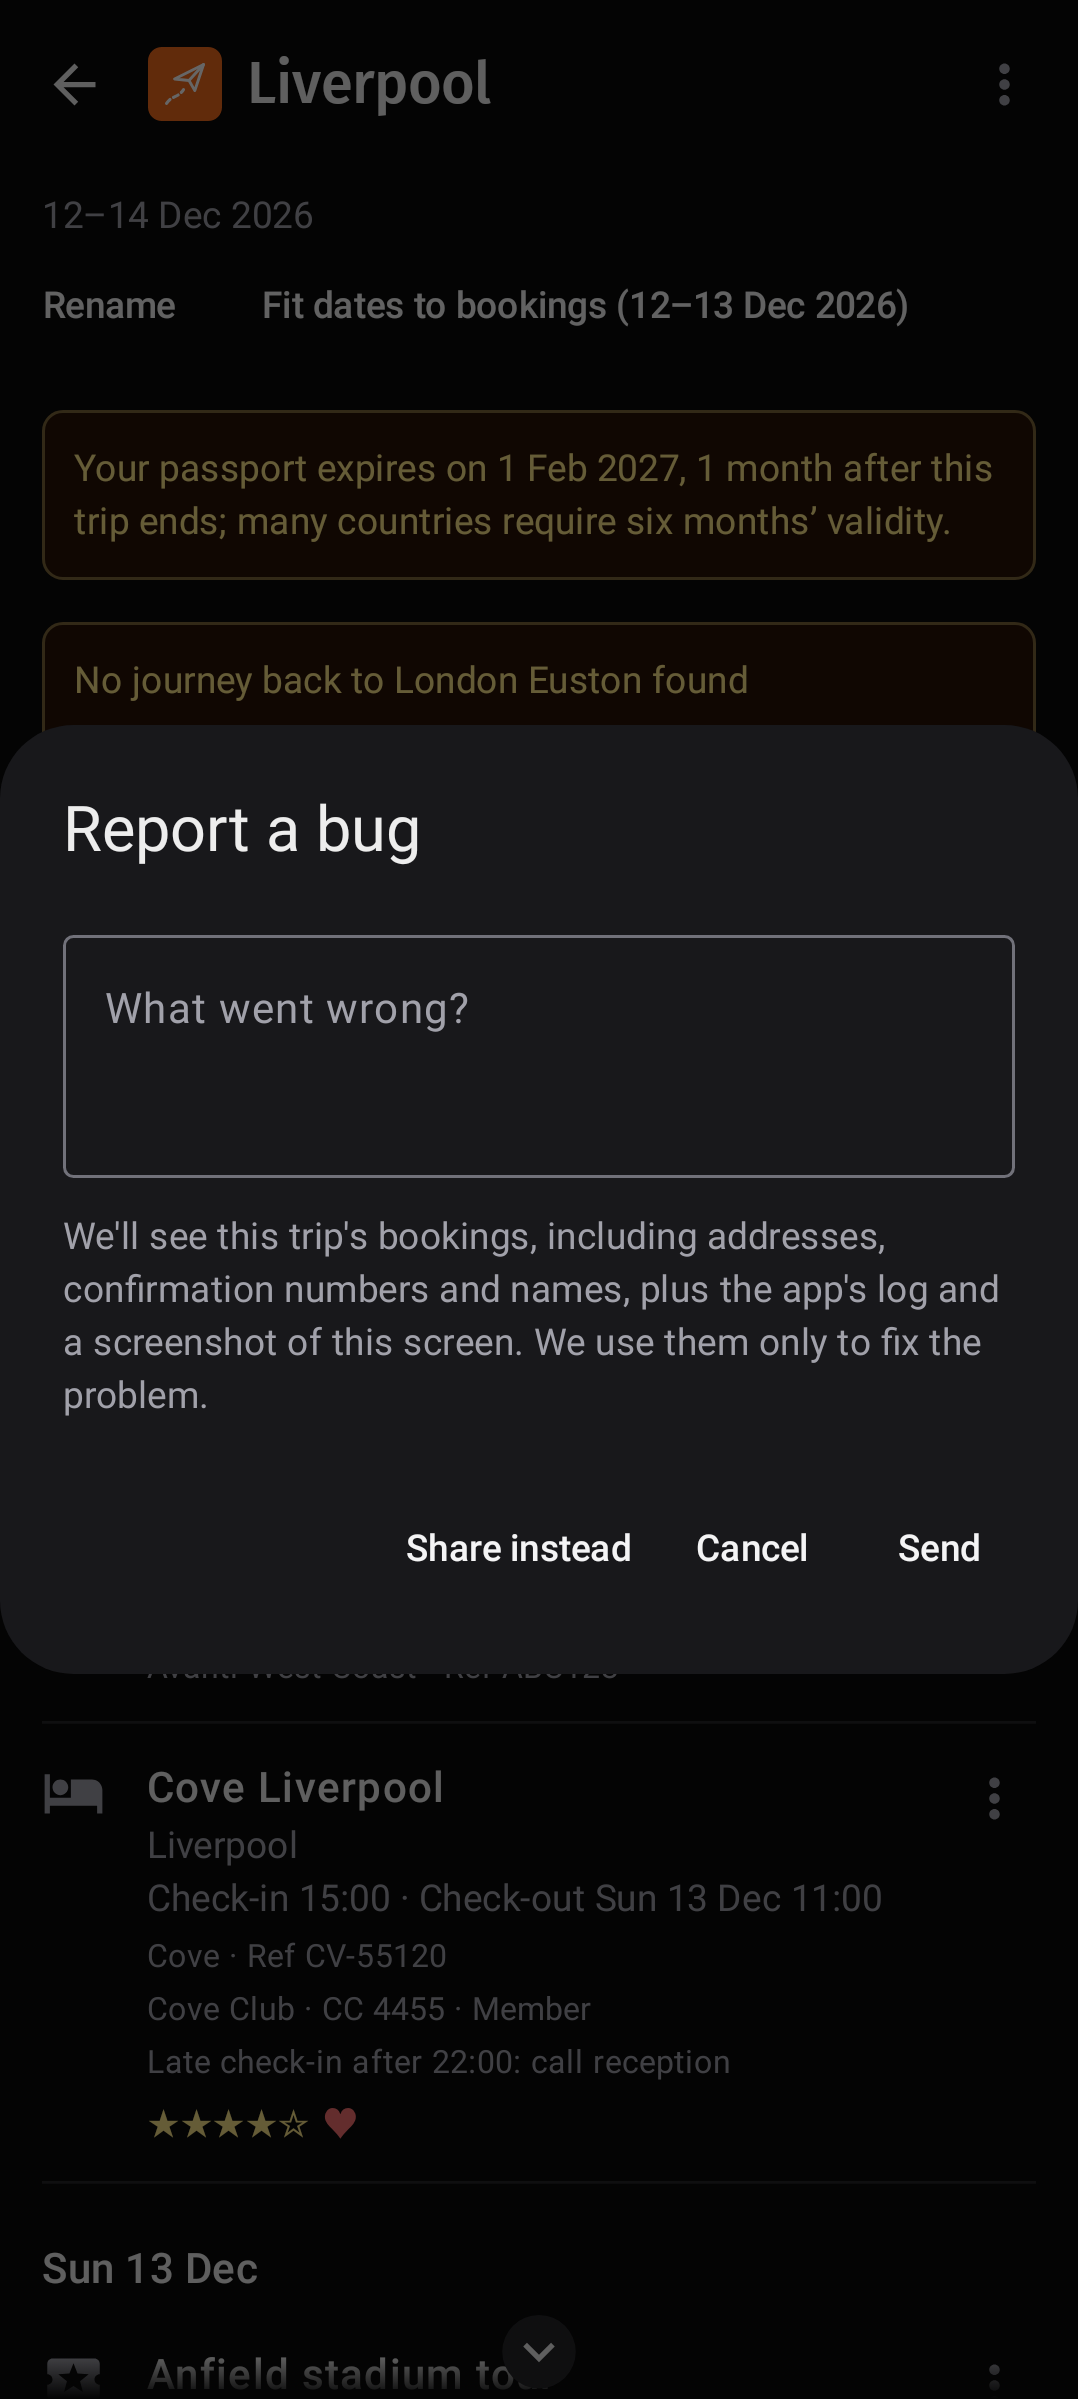 Liverpool
12–14 Dec 2026
Rename
Fit dates to bookings (12–13 Dec 2026)
Your passport expires on 1 Feb 2027, 1 month after this
trip ends; many countries require six months’ validity.
No journey back to London Euston found
Report a bug
What went wrong?
We'll see this trip's bookings, including addresses,
confirmation numbers and names, plus the app's log and
a screenshot of this screen. We use them only to fix the
problem.
Share instead
Cancel
Send
Cove Liverpool
Liverpool
Check-in 15:00 · Check-out Sun 13 Dec 11:00
Cove · Ref CV-55120
Cove Club · CC 4455 · Member
Late check-in after 22:00: call reception
★★★★☆ ♥
Sun 13 Dec
Anfield stadium